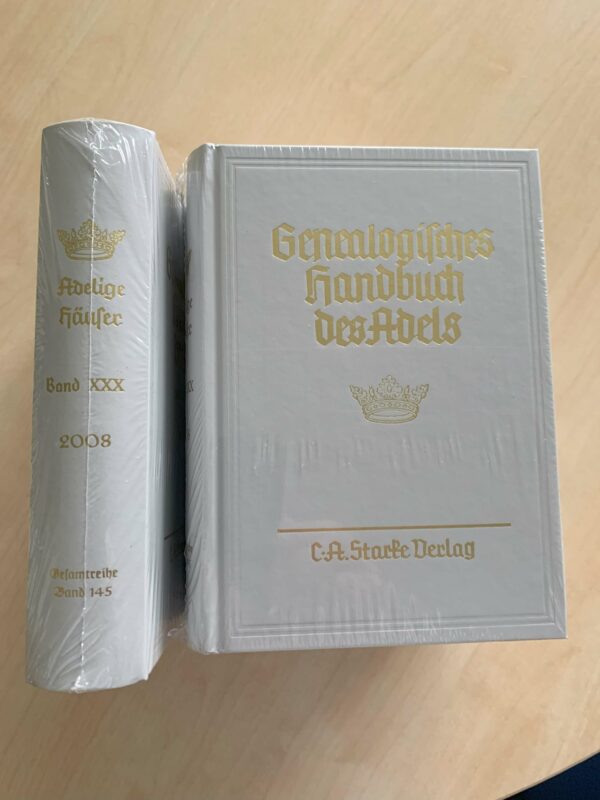 Adelige
Häuser
Band XXX
2008
Gesamtreihe
Band 145
Genealogisches
Handbuch
des Adels
C.A. Starke Verlag